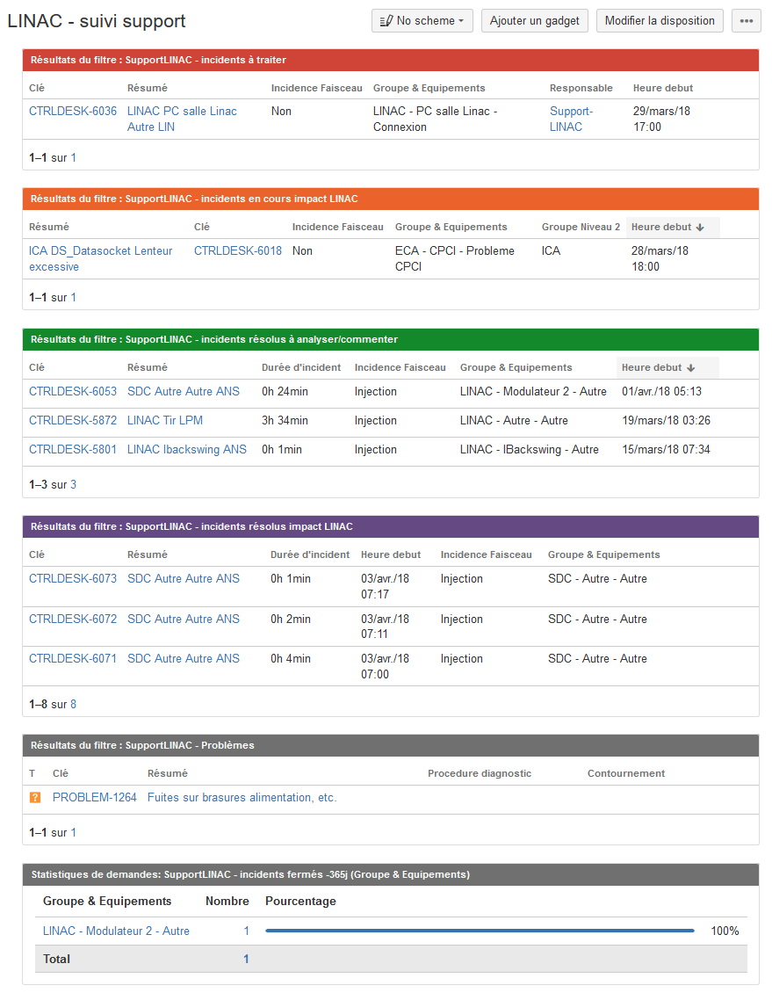 LINAC - suivi support
No scheme
Ajouter un gadget
Modifier la disposition
•••
Résultats du filtre : SupportLINAC - incidents à traiter
Clé Résumé Incidence Faisceau Groupe & Equipements Responsable Heure debut
CTRLDESK-6036 LINAC PC salle Linac Non LINAC - PC salle Linac - Support- 29/mars/18
Autre LIN Connexion LINAC 17:00
1–1 sur 1
Résultats du filtre : SupportLINAC - incidents en cours impact LINAC
Résumé Clé Incidence Faisceau Groupe & Equipements Groupe Niveau 2 Heure debut
ICA DS_Datasocket Lenteur CTRLDESK-6018 Non ECA - CPCI - Probleme ICA 28/mars/18
excessive CPCI 18:00
1–1 sur 1
Résultats du filtre : SupportLINAC - incidents résolus à analyser/commenter
Clé Résumé Durée d'incident Incidence Faisceau Groupe & Equipements Heure debut
CTRLDESK-6053 SDC Autre Autre ANS 0h 24min Injection LINAC - Modulateur 2 - Autre 01/avr./18 05:13
CTRLDESK-5872 LINAC Tir LPM 3h 34min Injection LINAC - Autre - Autre 19/mars/18 03:26
CTRLDESK-5801 LINAC Ibackswing ANS 0h 1min Injection LINAC - IBackswing - Autre 15/mars/18 07:34
1–3 sur 3
Résultats du filtre : SupportLINAC - incidents résolus impact LINAC
Clé Résumé Durée d'incident Heure debut Incidence Faisceau Groupe & Equipements
CTRLDESK-6073 SDC Autre Autre ANS 0h 1min 03/avr./18 Injection SDC - Autre - Autre
07:17
CTRLDESK-6072 SDC Autre Autre ANS 0h 2min 03/avr./18 Injection SDC - Autre - Autre
07:11
CTRLDESK-6071 SDC Autre Autre ANS 0h 4min 03/avr./18 Injection SDC - Autre - Autre
07:00
1–8 sur 8
Résultats du filtre : SupportLINAC - Problèmes
T Clé Résumé Procedure diagnostic Contournement
? PROBLEM-1264 Fuites sur brasures alimentation, etc.
1–1 sur 1
Statistiques de demandes: SupportLINAC - incidents fermés -365j (Groupe & Equipements)
Groupe & Equipements Nombre Pourcentage
LINAC - Modulateur 2 - Autre 1 100%
Total 1